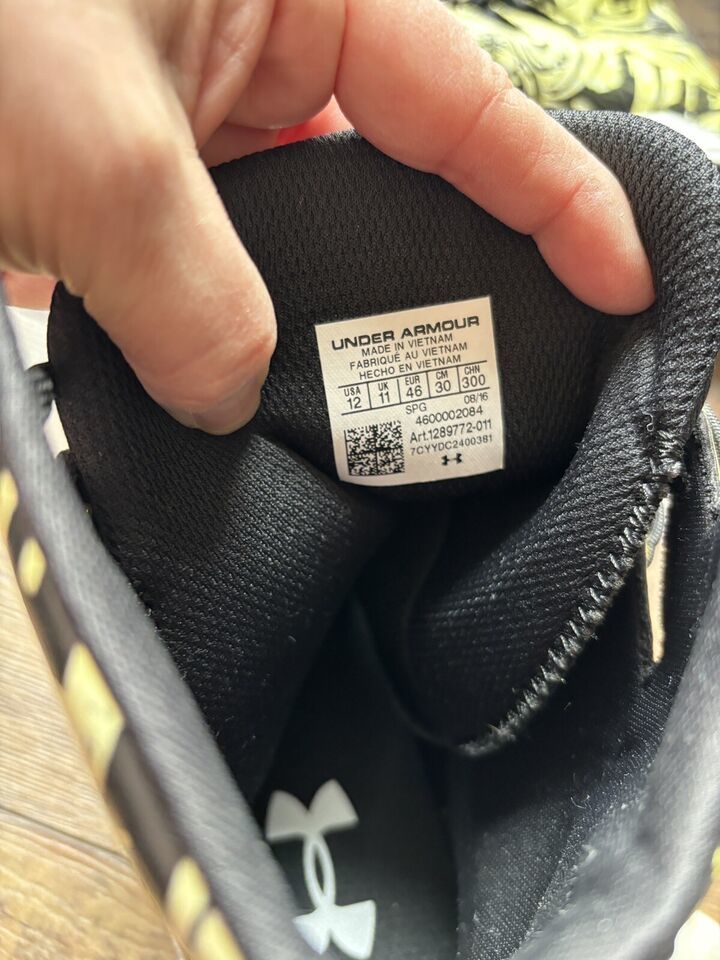 UNDER ARMOUR
MADE IN VIETNAM
FABRIQUÉ AU VIETNAM
HECHO EN VIETNAM
USA UK EUR CM CHN
12 11 46 30 300
SPG 08/16
4600002084
Art.1289772-011
7CYYDC2400381